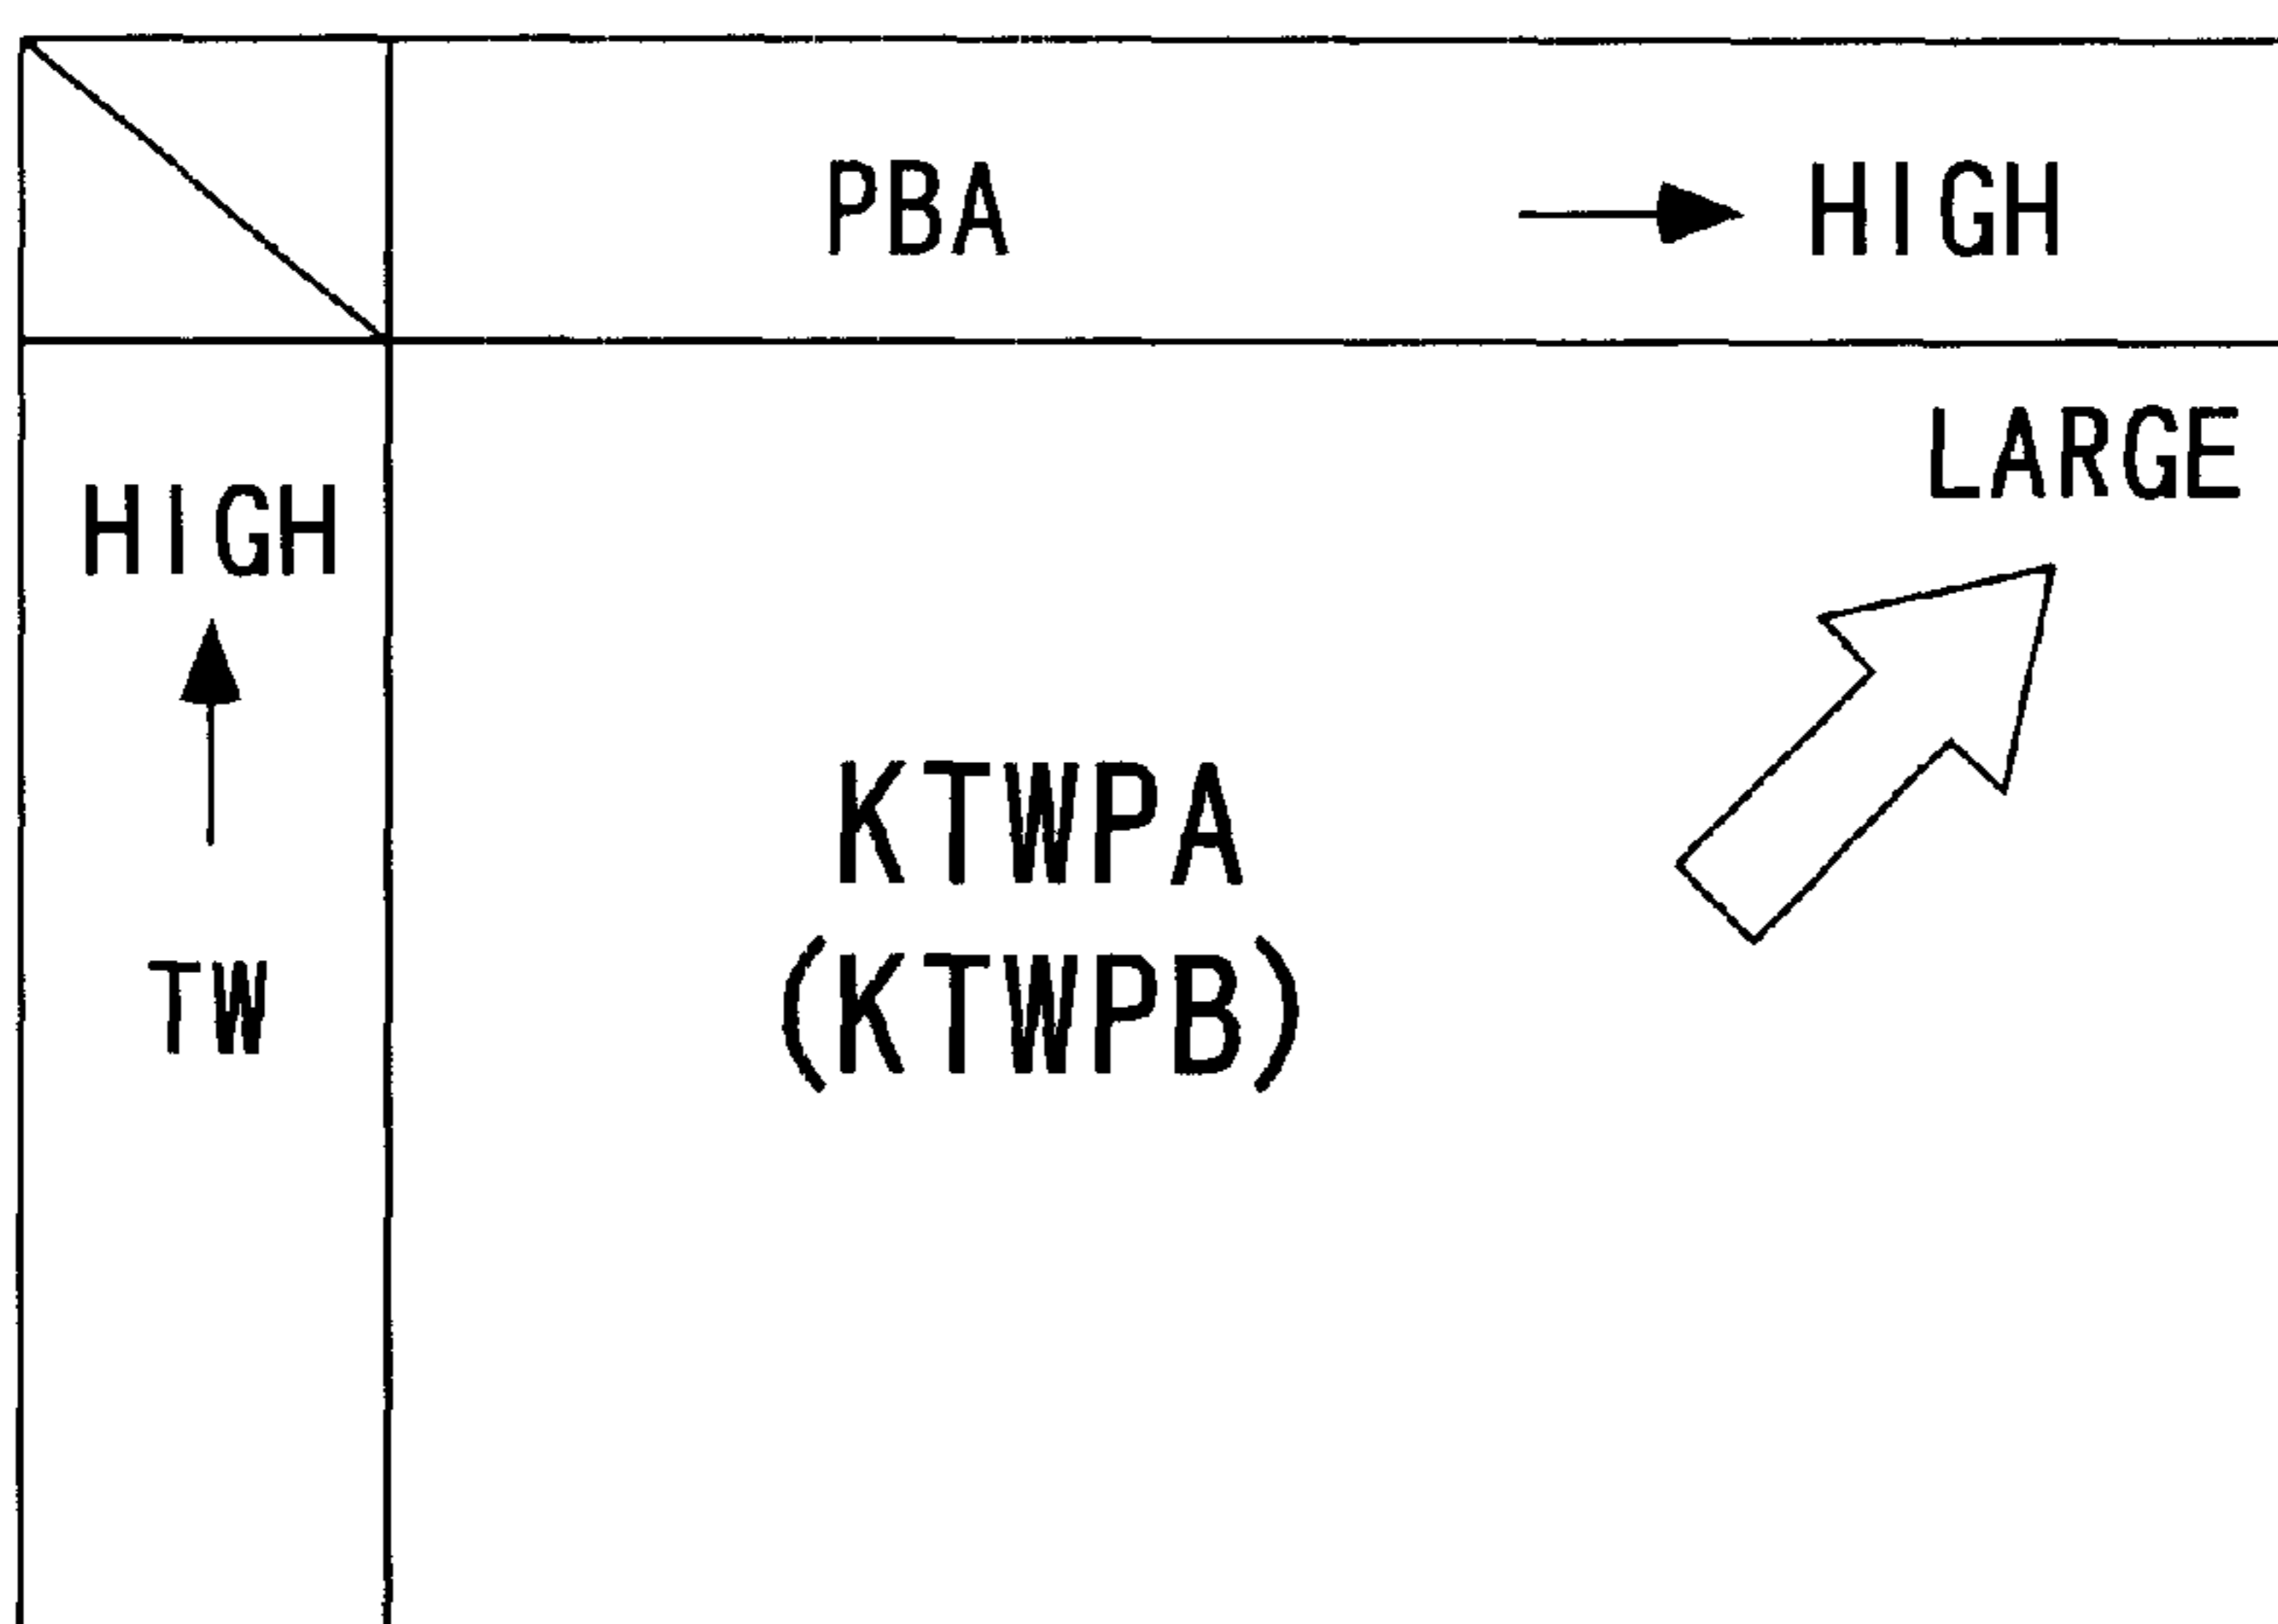 PBA → HIGH
LARGE
HIGH
KTWPA
TW
(KTWPB)